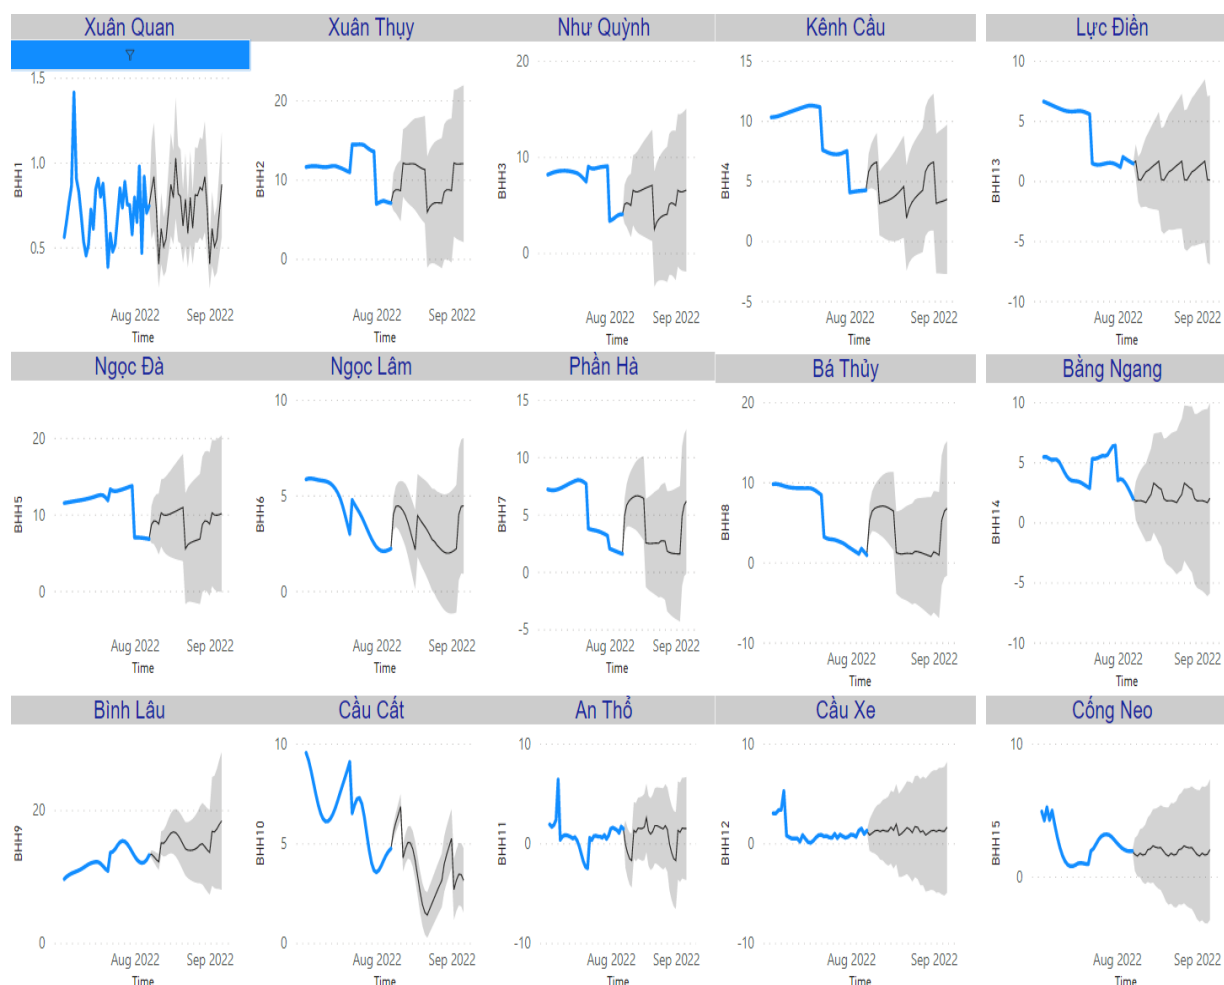 Xuân Quan
1.5
1.0
0.5
BHH1
Aug 2022 Sep 2022
Time
Xuân Thụy
20
10
0
BHH2
Aug 2022 Sep 2022
Time
Như Quỳnh
20
10
0
BHH3
Aug 2022 Sep 2022
Time
Kênh Cầu
15
10
5
0
-5
BHH4
Aug 2022 Sep 2022
Time
Lực Điền
10
5
0
-5
-10
BHH13
Aug 2022 Sep 2022
Time
Ngọc Đà
20
10
0
BHH5
Aug 2022 Sep 2022
Time
Ngọc Lâm
10
5
0
BHH6
Aug 2022 Sep 2022
Time
Phần Hà
15
10
5
0
-5
BHH7
Aug 2022 Sep 2022
Time
Bá Thủy
20
10
0
-10
BHH8
Aug 2022 Sep 2022
Time
Bằng Ngang
10
5
0
-5
-10
BHH14
Aug 2022 Sep 2022
Time
Bình Lâu
20
0
BHH9
Aug 2022 Sep 2022
Time
Cầu Cất
10
5
0
BHH10
Aug 2022 Sep 2022
Time
An Thổ
10
0
-10
BHH11
Aug 2022 Sep 2022
Time
Cầu Xe
10
0
-10
BHH12
Aug 2022 Sep 2022
Time
Cống Neo
10
0
BHH15
Aug 2022 Sep 2022
Time